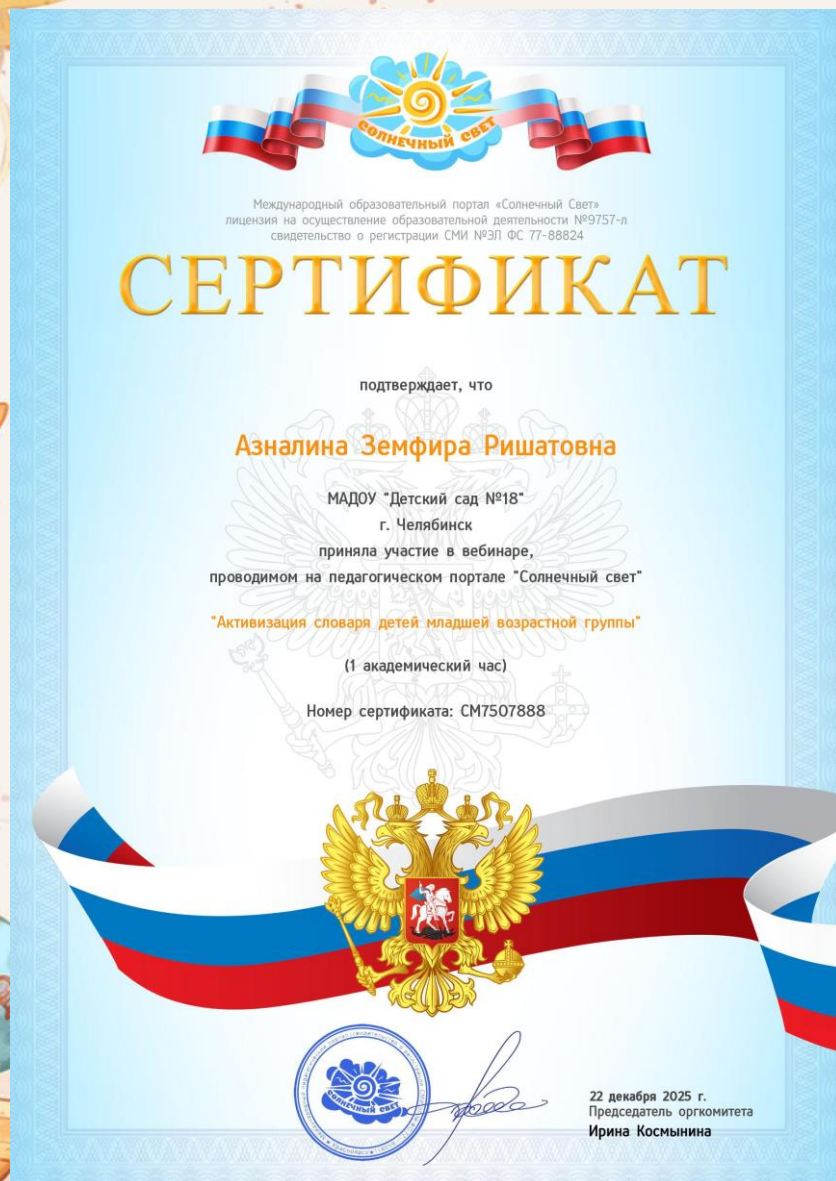 СОЛНЕЧНЫЙ СВЕТ
Международный образовательный портал «Солнечный Свет»
лицензия на осуществление образовательной деятельности №9757-л
свидетельство о регистрации СМИ №ЭЛ ФС 77-88824
СЕРТИФИКАТ
подтверждает, что
Азналина Земфира Ришатовна
МАДОУ "Детский сад №18"
г. Челябинск
приняла участие в вебинаре,
проводимом на педагогическом портале "Солнечный свет"
"Активизация словаря детей младшей возрастной группы"
(1 академический час)
Номер сертификата: СМ7507888
СОЛНЕЧНЫЙ СВЕТ
22 декабря 2025 г.
Председатель оргкомитета
Ирина Космынина